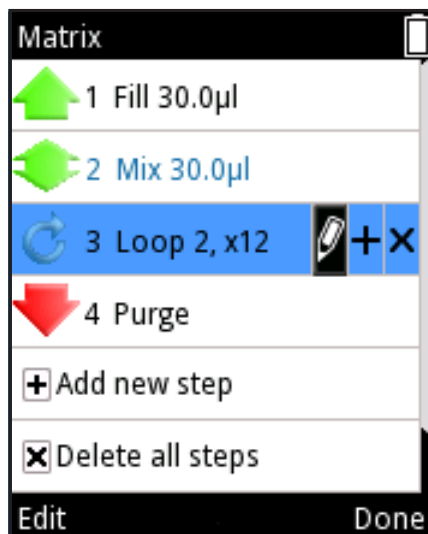 Matrix
1 Fill 30.0µl
2 Mix 30.0µl
3 Loop 2, x12
4 Purge
Add new step
Delete all steps
Edit Done